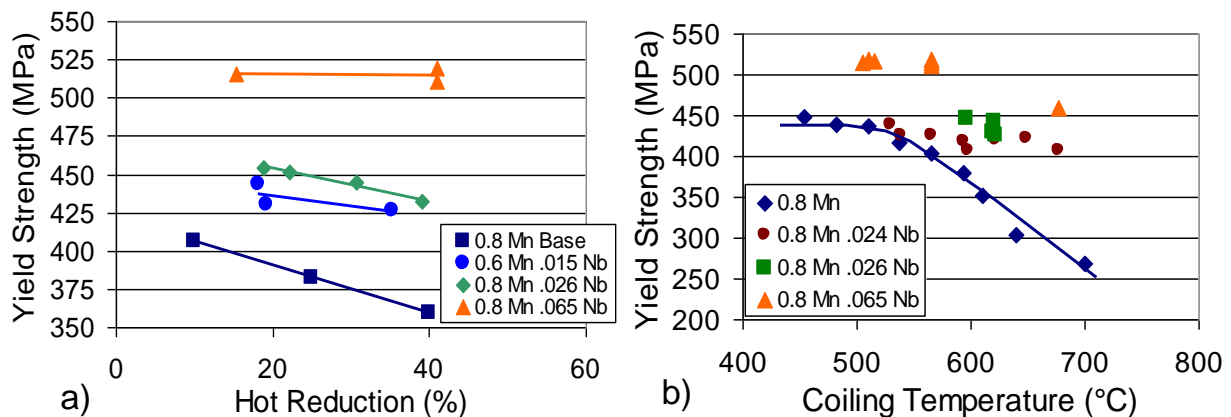 550
525
500
475
450
425
400
375
350
Yield Strength (MPa)
0.8 Mn Base
0.6 Mn .015 Nb
0.8 Mn .026 Nb
0.8 Mn .065 Nb
0 20 40 60
a) Hot Reduction (%)
550
500
450
400
350
300
250
200
Yield Strength (MPa)
0.8 Mn
0.8 Mn .024 Nb
0.8 Mn .026 Nb
0.8 Mn .065 Nb
400 500 600 700 800
b) Coiling Temperature (°C)